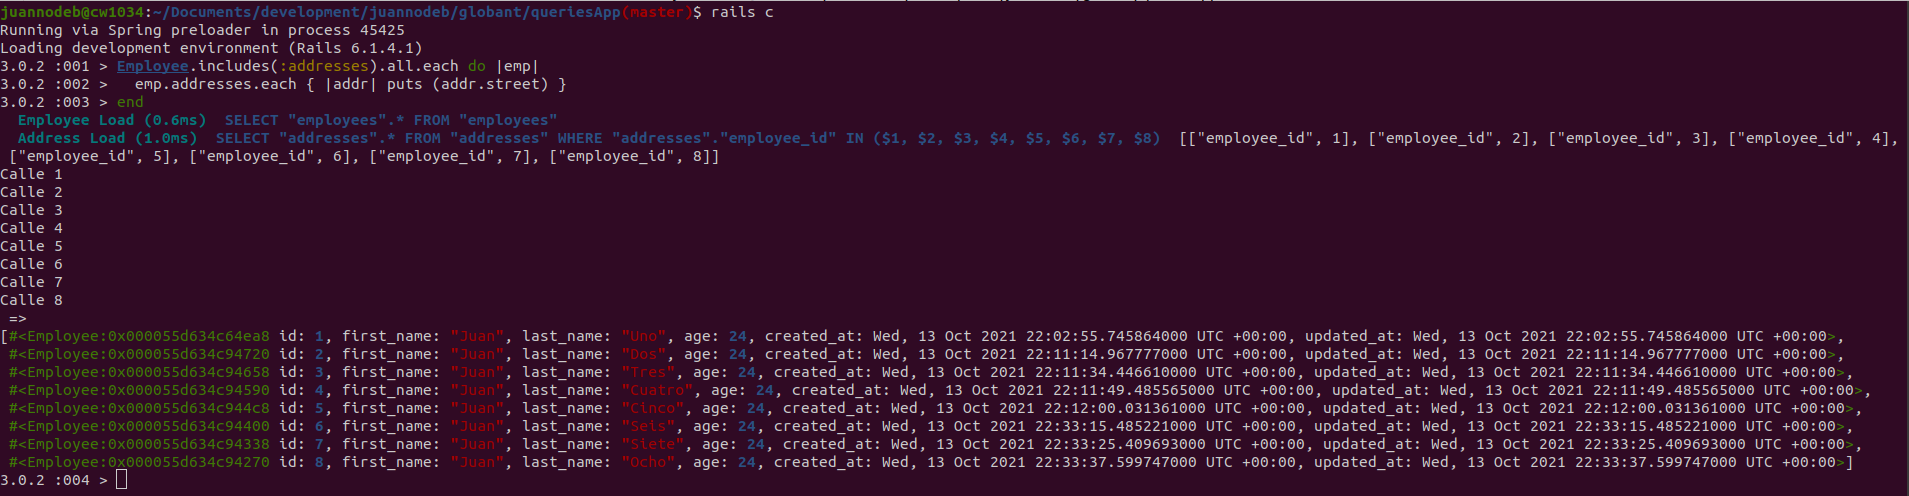 juannodeb@cw1034:~/Documents/development/juannodeb/globant/queriesApp(master)$ rails c
Running via Spring preloader in process 45425
Loading development environment (Rails 6.1.4.1)
3.0.2 :001 > Employee.includes(:addresses).all.each do |emp|
3.0.2 :002 >   emp.addresses.each { |addr| puts (addr.street) }
3.0.2 :003 > end
  Employee Load (0.6ms)  SELECT "employees".* FROM "employees"
  Address Load (1.0ms)  SELECT "addresses".* FROM "addresses" WHERE "addresses"."employee_id" IN ($1, $2, $3, $4, $5, $6, $7, $8)  [["employee_id", 1], ["employee_id", 2], ["employee_id", 3], ["employee_id", 4],
 ["employee_id", 5], ["employee_id", 6], ["employee_id", 7], ["employee_id", 8]]
Calle 1
Calle 2
Calle 3
Calle 4
Calle 5
Calle 6
Calle 7
Calle 8
 =>
[#<Employee:0x000055d634c64ea8 id: 1, first_name: "Juan", last_name: "Uno", age: 24, created_at: Wed, 13 Oct 2021 22:02:55.745864000 UTC +00:00, updated_at: Wed, 13 Oct 2021 22:02:55.745864000 UTC +00:00>,
 #<Employee:0x000055d634c94720 id: 2, first_name: "Juan", last_name: "Dos", age: 24, created_at: Wed, 13 Oct 2021 22:11:14.967777000 UTC +00:00, updated_at: Wed, 13 Oct 2021 22:11:14.967777000 UTC +00:00>,
 #<Employee:0x000055d634c94658 id: 3, first_name: "Juan", last_name: "Tres", age: 24, created_at: Wed, 13 Oct 2021 22:11:34.446610000 UTC +00:00, updated_at: Wed, 13 Oct 2021 22:11:34.446610000 UTC +00:00>,
 #<Employee:0x000055d634c94590 id: 4, first_name: "Juan", last_name: "Cuatro", age: 24, created_at: Wed, 13 Oct 2021 22:11:49.485565000 UTC +00:00, updated_at: Wed, 13 Oct 2021 22:11:49.485565000 UTC +00:00>,
 #<Employee:0x000055d634c944c8 id: 5, first_name: "Juan", last_name: "Cinco", age: 24, created_at: Wed, 13 Oct 2021 22:12:00.031361000 UTC +00:00, updated_at: Wed, 13 Oct 2021 22:12:00.031361000 UTC +00:00>,
 #<Employee:0x000055d634c94400 id: 6, first_name: "Juan", last_name: "Seis", age: 24, created_at: Wed, 13 Oct 2021 22:33:15.485221000 UTC +00:00, updated_at: Wed, 13 Oct 2021 22:33:15.485221000 UTC +00:00>,
 #<Employee:0x000055d634c94338 id: 7, first_name: "Juan", last_name: "Siete", age: 24, created_at: Wed, 13 Oct 2021 22:33:25.409693000 UTC +00:00, updated_at: Wed, 13 Oct 2021 22:33:25.409693000 UTC +00:00>,
 #<Employee:0x000055d634c94270 id: 8, first_name: "Juan", last_name: "Ocho", age: 24, created_at: Wed, 13 Oct 2021 22:33:37.599747000 UTC +00:00, updated_at: Wed, 13 Oct 2021 22:33:37.599747000 UTC +00:00>]
3.0.2 :004 >